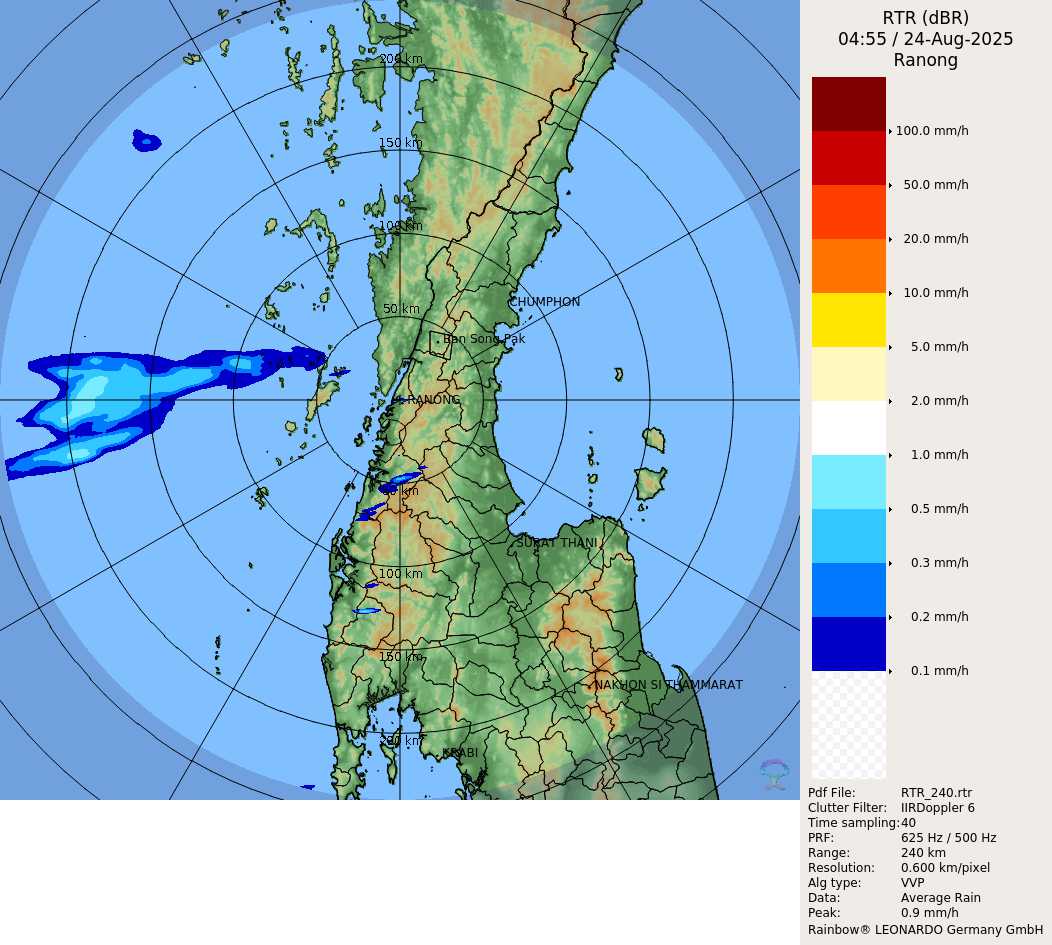 RTR (dBR)
04:55 / 24-Aug-2025
Ranong
200 km
150 km
100 km
50 km
CHUMPHON
Ban Song Pak
RANONG
50 km
SURAT THANI
100 km
150 km
NAKHON SI THAMMARAT
200 km
KRABI
100.0 mm/h
50.0 mm/h
20.0 mm/h
10.0 mm/h
5.0 mm/h
2.0 mm/h
1.0 mm/h
0.5 mm/h
0.3 mm/h
0.2 mm/h
0.1 mm/h
Pdf File: RTR_240.rtr
Clutter Filter: IIRDoppler 6
Time sampling:40
PRF: 625 Hz / 500 Hz
Range: 240 km
Resolution: 0.600 km/pixel
Alg type: VVP
Data: Average Rain
Peak: 0.9 mm/h
Rainbow® LEONARDO Germany GmbH